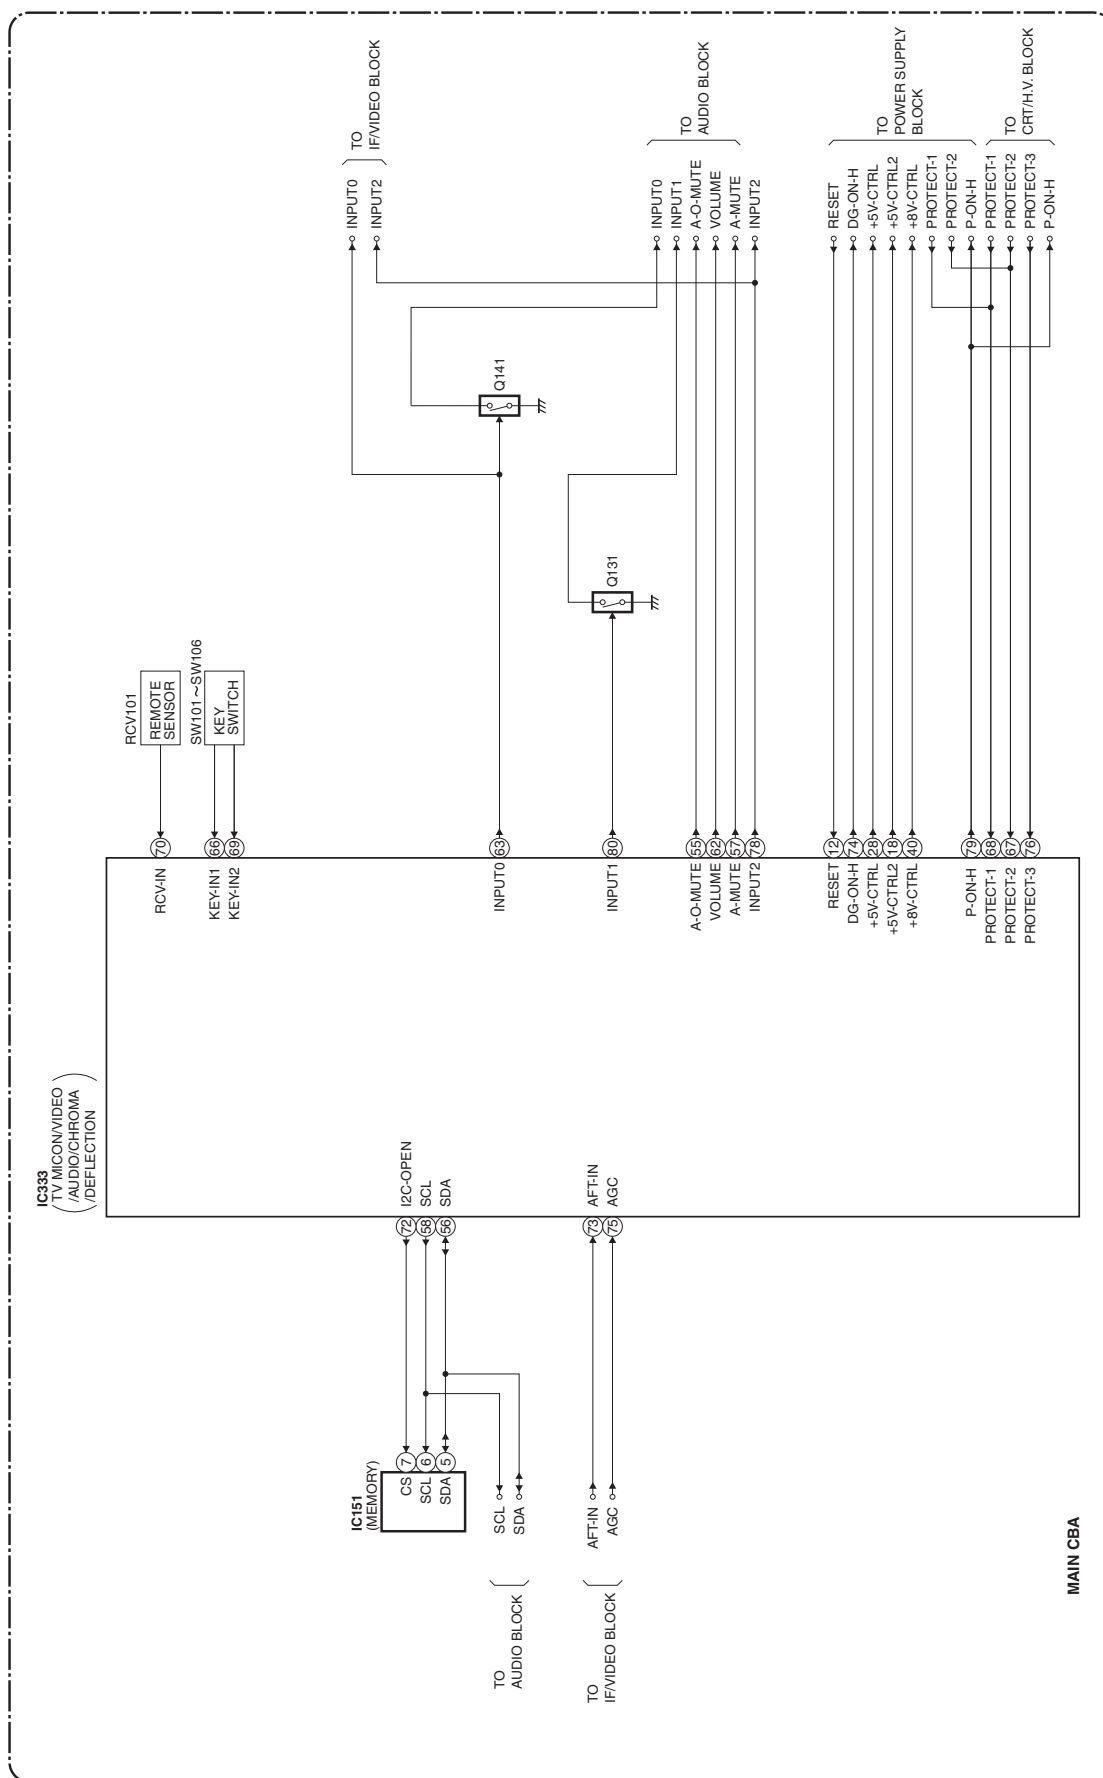 IC333
TV MICON/VIDEO
/AUDIO/CHROMA
/DEFLECTION
IC151
(MEMORY)
CS 7
SCL 6
SDA 5
72 I2C-OPEN
58 SCL
56 SDA
SCL
SDA
TO
AUDIO BLOCK
73 AFT-IN
75 AGC
AFT-IN
AGC
TO
IF/VIDEO BLOCK
RCV101
REMOTE
SENSOR
SW101~SW106
KEY
SWITCH
RCV-IN 70
KEY-IN1 66
KEY-IN2 69
INPUT0 63
INPUT1 80
A-O-MUTE 55
VOLUME 62
A-MUTE 57
INPUT2 78
RESET 12
DG-ON-H 74
+5V-CTRL 28
+5V-CTRL2 18
+8V-CTRL 40
P-ON-H 79
PROTECT-1 68
PROTECT-2 67
PROTECT-3 76
Q141
Q131
INPUT0
INPUT2
TO
IF/VIDEO BLOCK
INPUT0
INPUT1
A-O-MUTE
VOLUME
A-MUTE
INPUT2
TO
AUDIO BLOCK
RESET
DG-ON-H
+5V-CTRL
+5V-CTRL2
+8V-CTRL
PROTECT-1
PROTECT-2
P-ON-H
TO
POWER SUPPLY
BLOCK
PROTECT-1
PROTECT-2
PROTECT-3
P-ON-H
TO
CRT/H.V. BLOCK
MAIN CBA